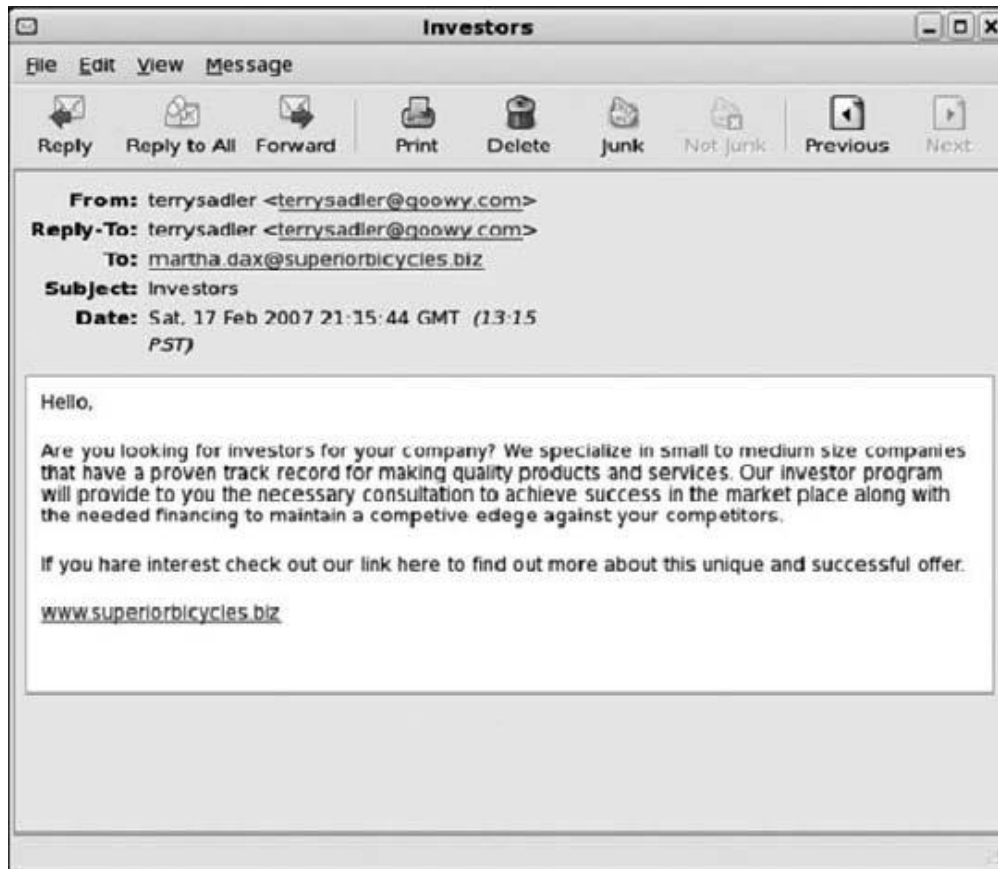 Investors
File Edit View Message
Reply Reply to All Forward Print Delete Junk Not Junk Previous Next
From: terrysadler <terrysadler@goowy.com>
Reply-To: terrysadler <terrysadler@goowy.com>
To: martha.dax@superiorbicycles.biz
Subject: Investors
Date: Sat, 17 Feb 2007 21:15:44 GMT (13:15
PST)
Hello,
Are you looking for investors for your company? We specialize in small to medium size companies
that have a proven track record for making quality products and services. Our investor program
will provide to you the necessary consultation to achieve success in the market place along with
the needed financing to maintain a competive edege against your competitors.
If you hare interest check out our link here to find out more about this unique and successful offer.
www.superiorbicycles.biz